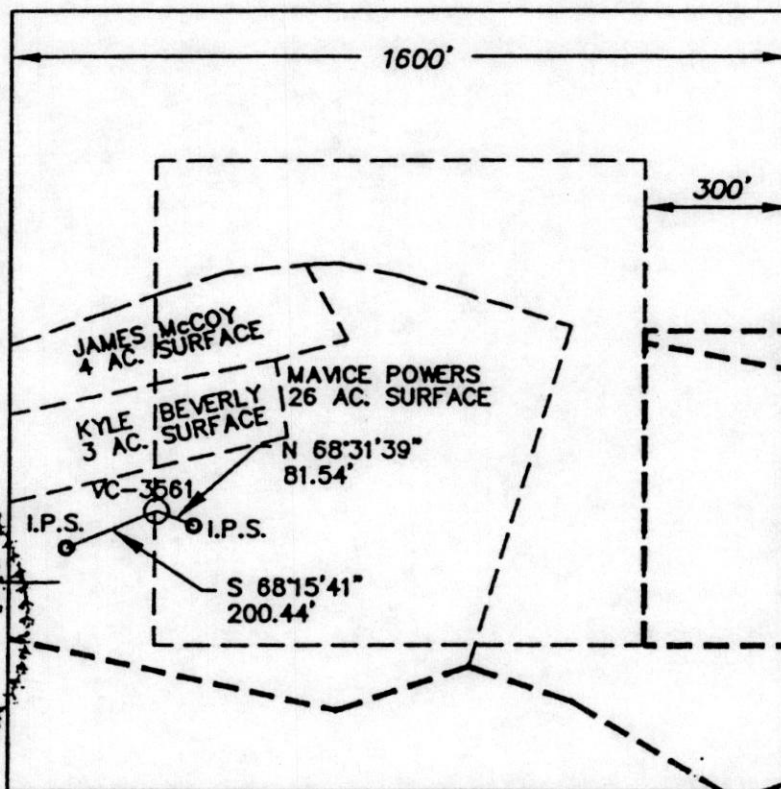 1600'
300'
JAMES McCOY
4 AC. SURFACE
MAVICE POWERS
26 AC. SURFACE
KYLE BEVERLY
3 AC. SURFACE
N 68°31'39"
81.54'
VC-3561
I.P.S.
I.P.S.
S 68°15'41"
200.44'